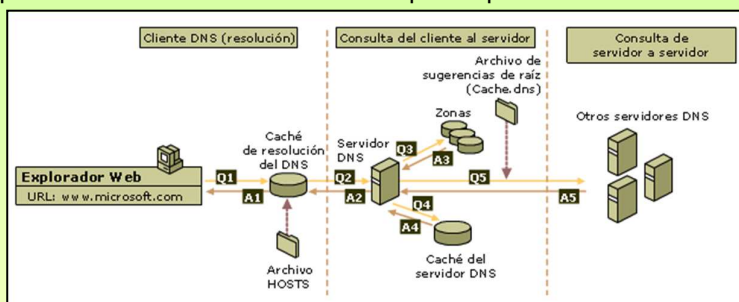 Cliente DNS (resolución)
Consulta del cliente al servidor
Consulta de
servidor a servidor
Archivo de
sugerencias de raíz
(Cache.dns)
Zonas
Otros servidores DNS
Caché
de resolución
del DNS
Servidor
DNS
Q3
A3
Explorador Web
URL: www.microsoft.com
Q1
A1
Q2
A2
Q5
A5
Q4
A4
Archivo
HOSTS
Caché del
servidor DNS